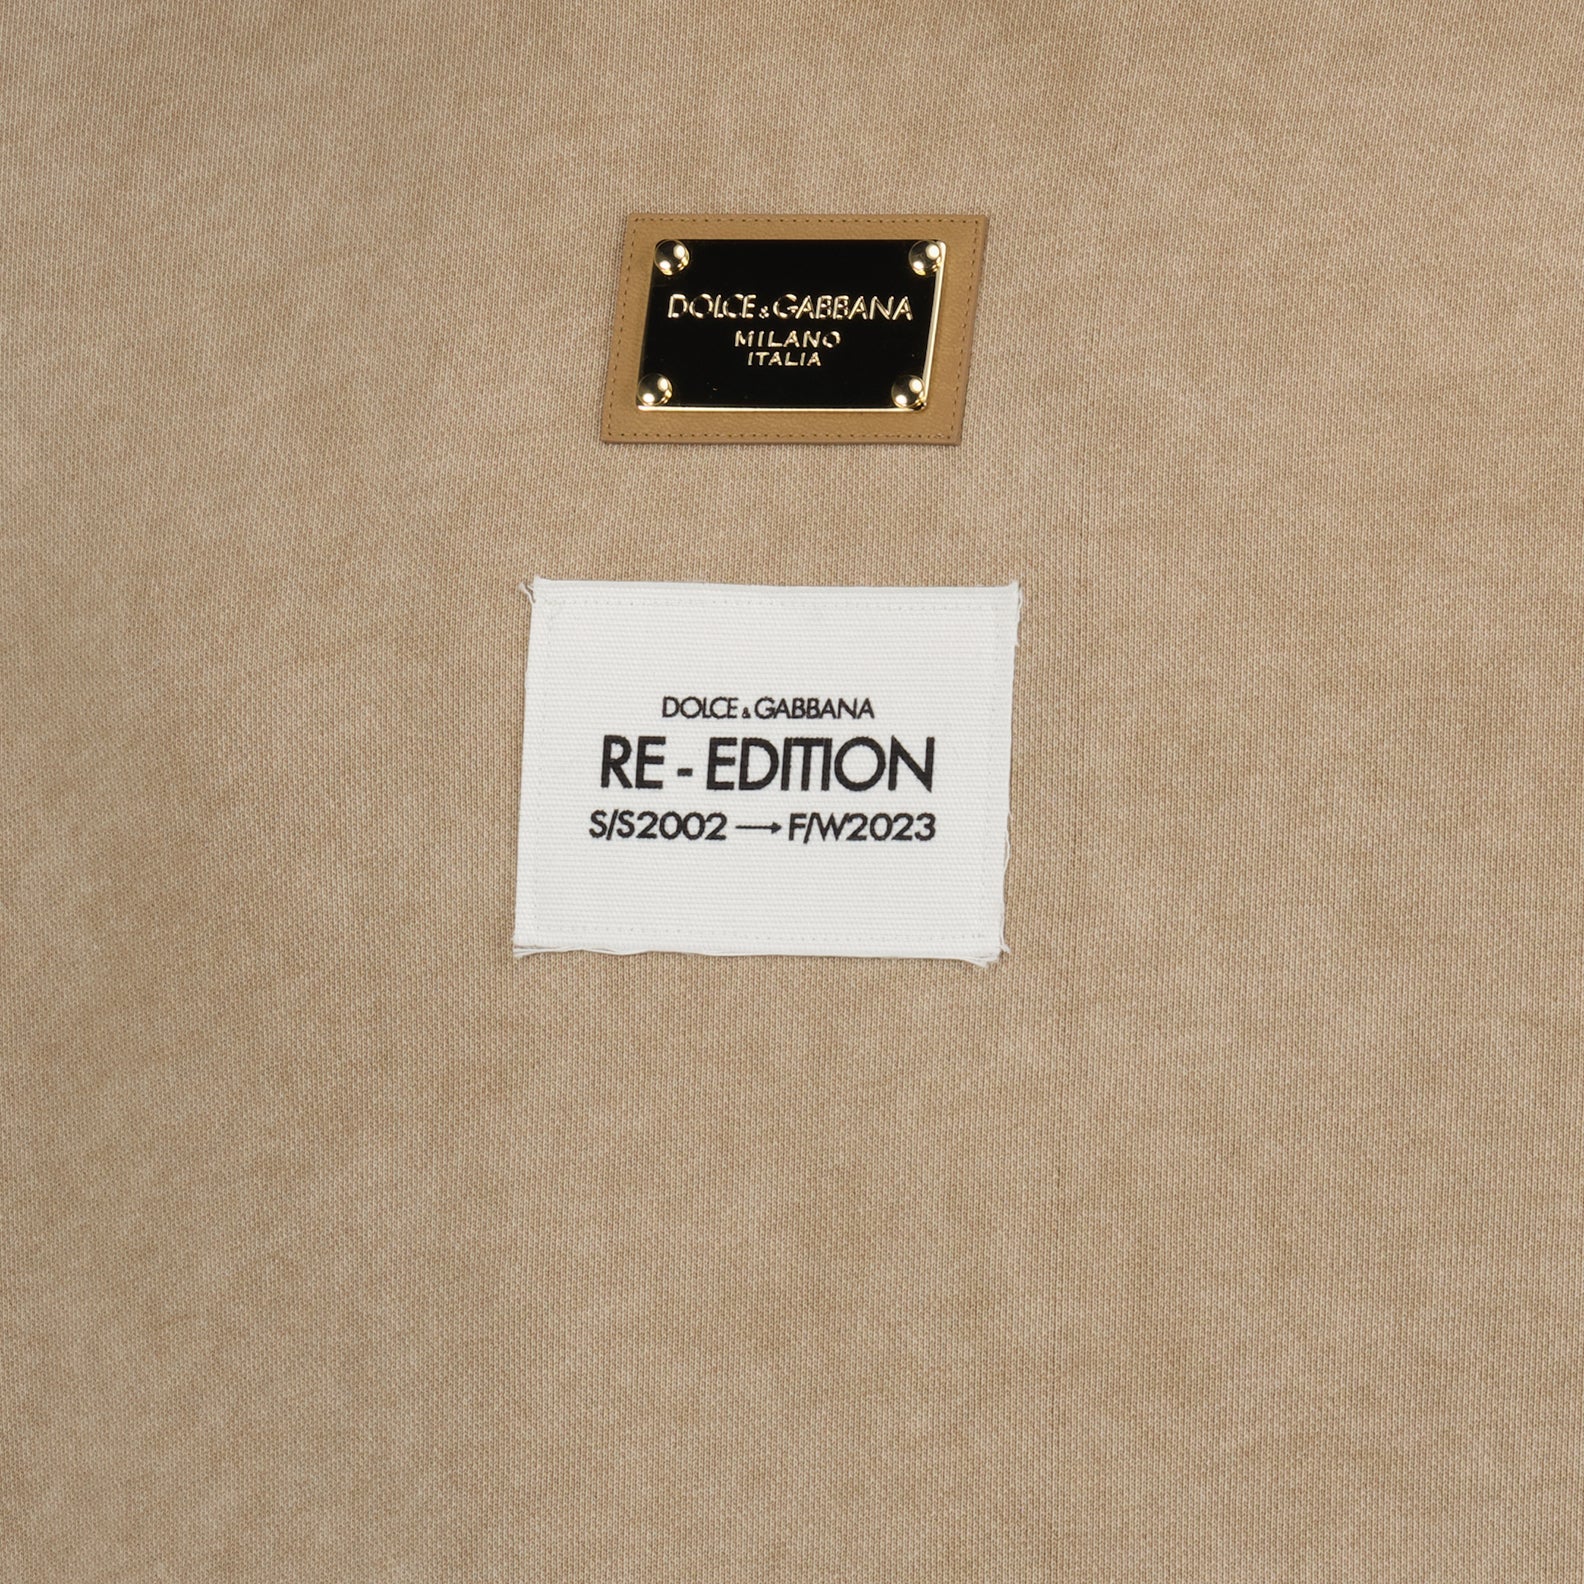 DOLCE & GABBANA
MILANO
ITALIA
DOLCE & GABBANA
RE - EDITION
S/S2002 → F/W2023